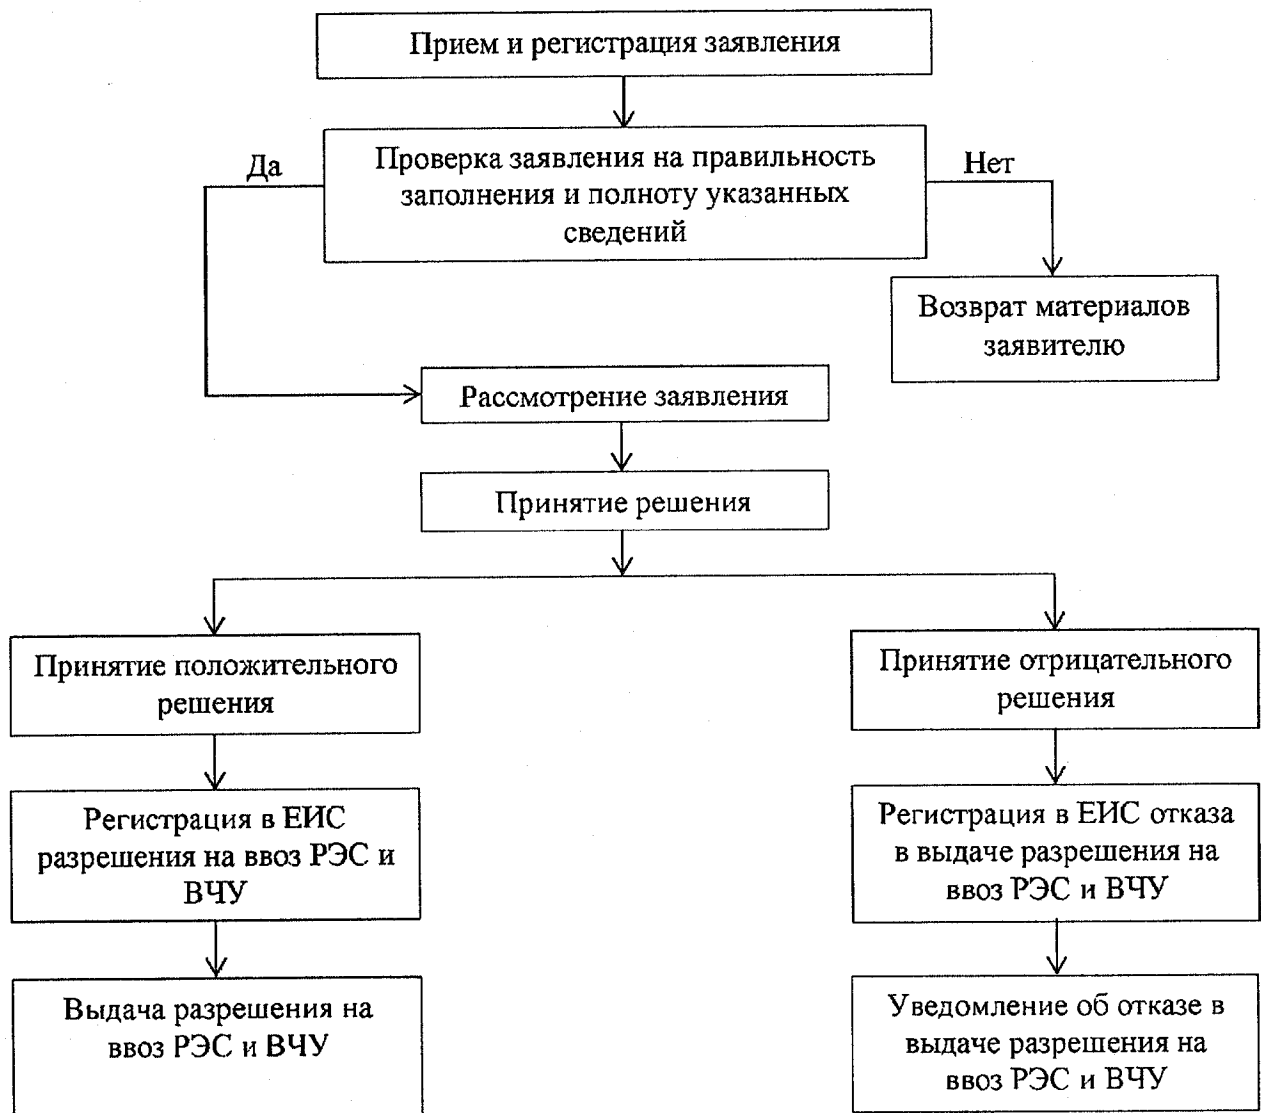 Прием и регистрация заявления
Да
Проверка заявления на правильность
заполнения и полноту указанных
сведений
Нет
Возврат материалов
заявителю
Рассмотрение заявления
Принятие решения
Принятие положительного
решения
Принятие отрицательного
решения
Регистрация в ЕИС
разрешения на ввоз РЭС и
ВЧУ
Регистрация в ЕИС отказа
в выдаче разрешения на
ввоз РЭС и ВЧУ
Выдача разрешения на
ввоз РЭС и ВЧУ
Уведомление об отказе в
выдаче разрешения на
ввоз РЭС и ВЧУ